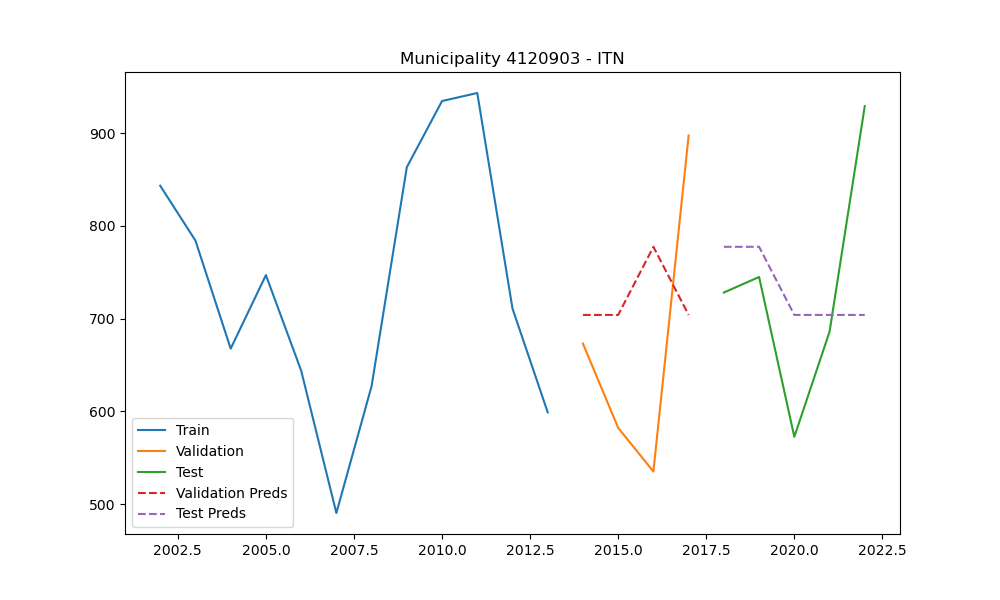 Municipality 4120903 - ITN
900
800
700
600
500
Train
Validation
Test
Validation Preds
Test Preds
2002.5 2005.0 2007.5 2010.0 2012.5 2015.0 2017.5 2020.0 2022.5